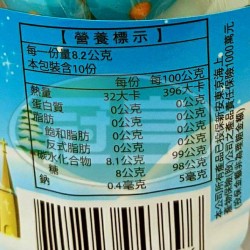 【營養標示】
每一份量8.2公克
本包裝含10份
每份 每100公克
熱量 32大卡 396大卡
蛋白質 0公克 0公克
脂肪 0公克 0公克
飽和脂肪 0公克 0公克
反式脂肪 0公克 0公克
碳水化合物 8.1公克 99公克
糖 8公克 98公克
鈉 0.4毫克 5毫克